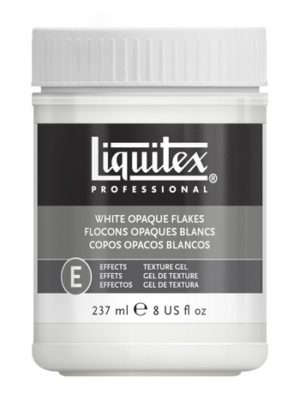 Liquitex®
PROFESSIONAL
WHITE OPAQUE FLAKES
FLOCONS OPAQUES BLANCS
COPOS OPACOS BLANCOS
E
EFFECTS TEXTURE GEL
EFFETS GEL DE TEXTURE
EFFECTOS GEL DE TEXTURA
237 ml ℮ 8 US fl oz